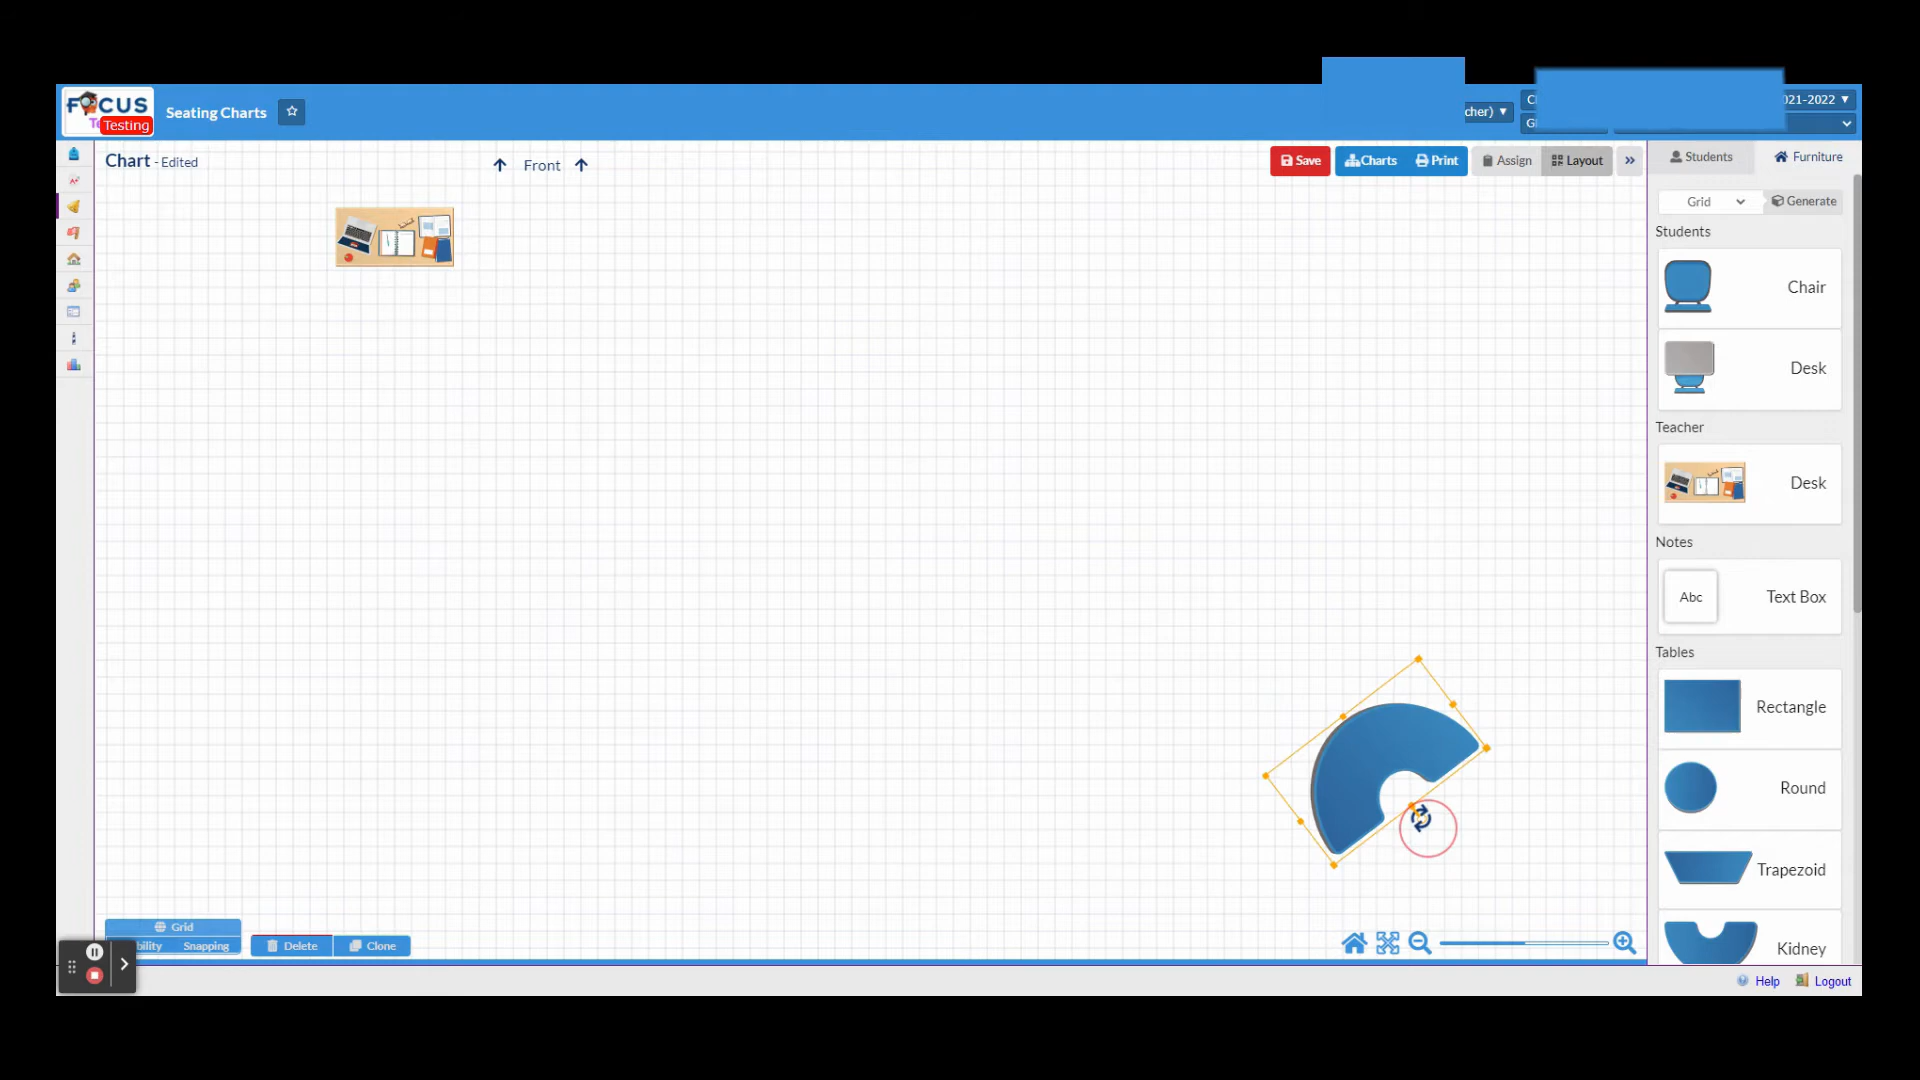 FOCUS
Testing
Seating Charts
cher)
021-2022
Chart - Edited
Front
Save
Charts
Print
Assign
Layout
Students
Furniture
Grid
Generate
Students
Chair
Desk
Teacher
Desk
Notes
Abc
Text Box
Tables
Rectangle
Round
Trapezoid
Kidney
Grid
bility
Snapping
Delete
Clone
Help
Logout